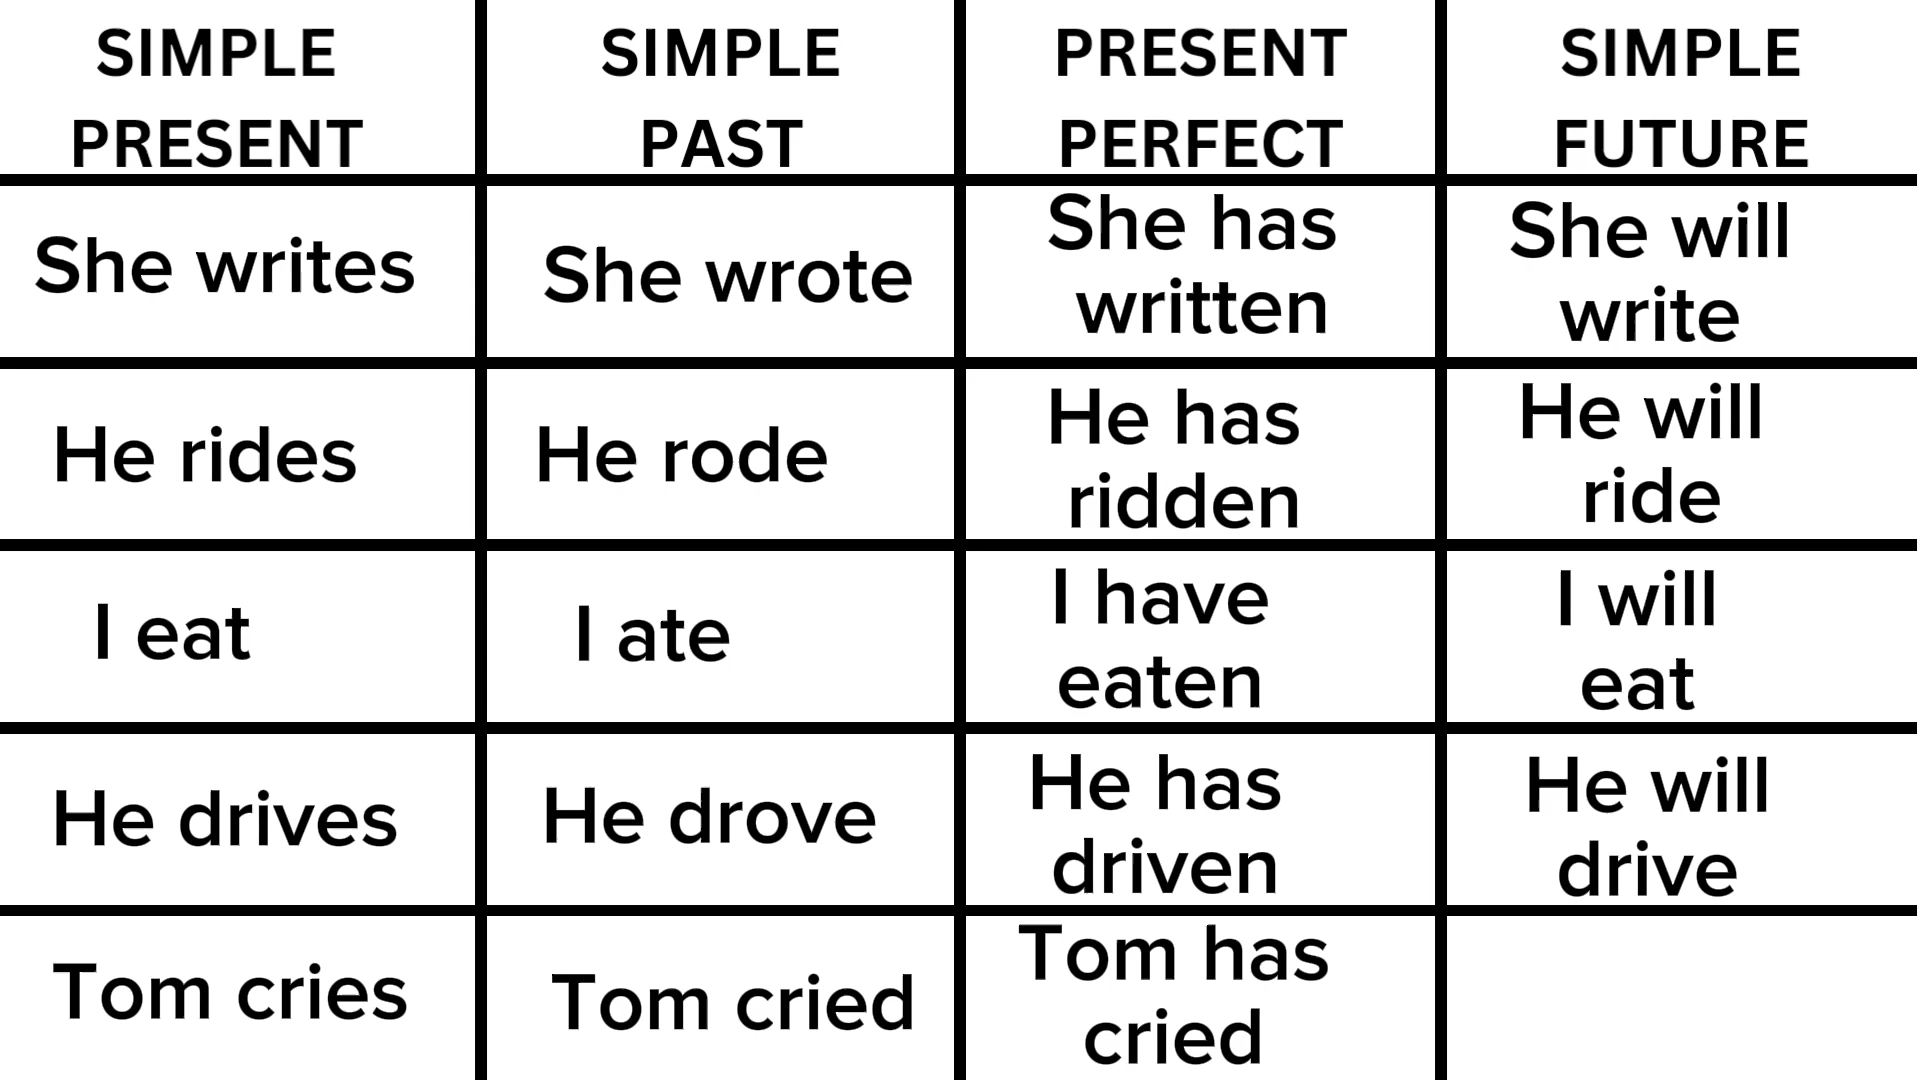 SIMPLE PRESENT
SIMPLE PAST
PRESENT PERFECT
SIMPLE FUTURE
She writes
She wrote
She has
written
She will
write
He rides
He rode
He has
ridden
He will
ride
I eat
I ate
I have
eaten
I will
eat
He drives
He drove
He has
driven
He will
drive
Tom cries
Tom cried
Tom has
cried